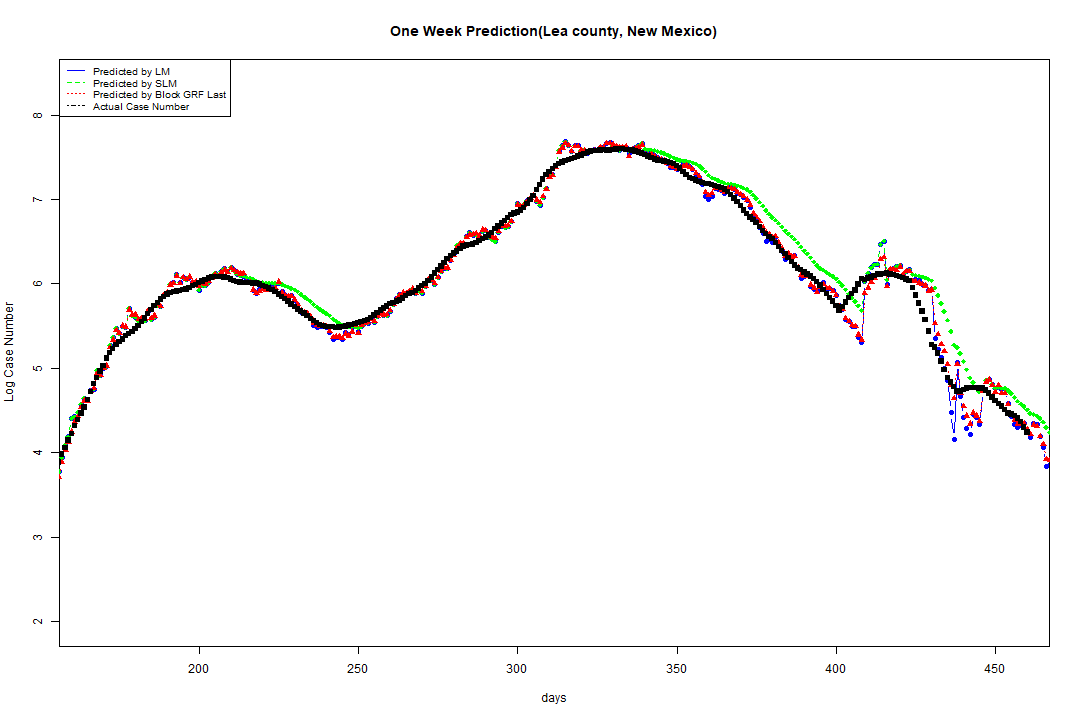 One Week Prediction(Lea county, New Mexico)
Predicted by LM
Predicted by SLM
Predicted by Block GRF Last
Actual Case Number
8
7
6
5
4
3
2
Log Case Number
200 250 300 350 400 450
days